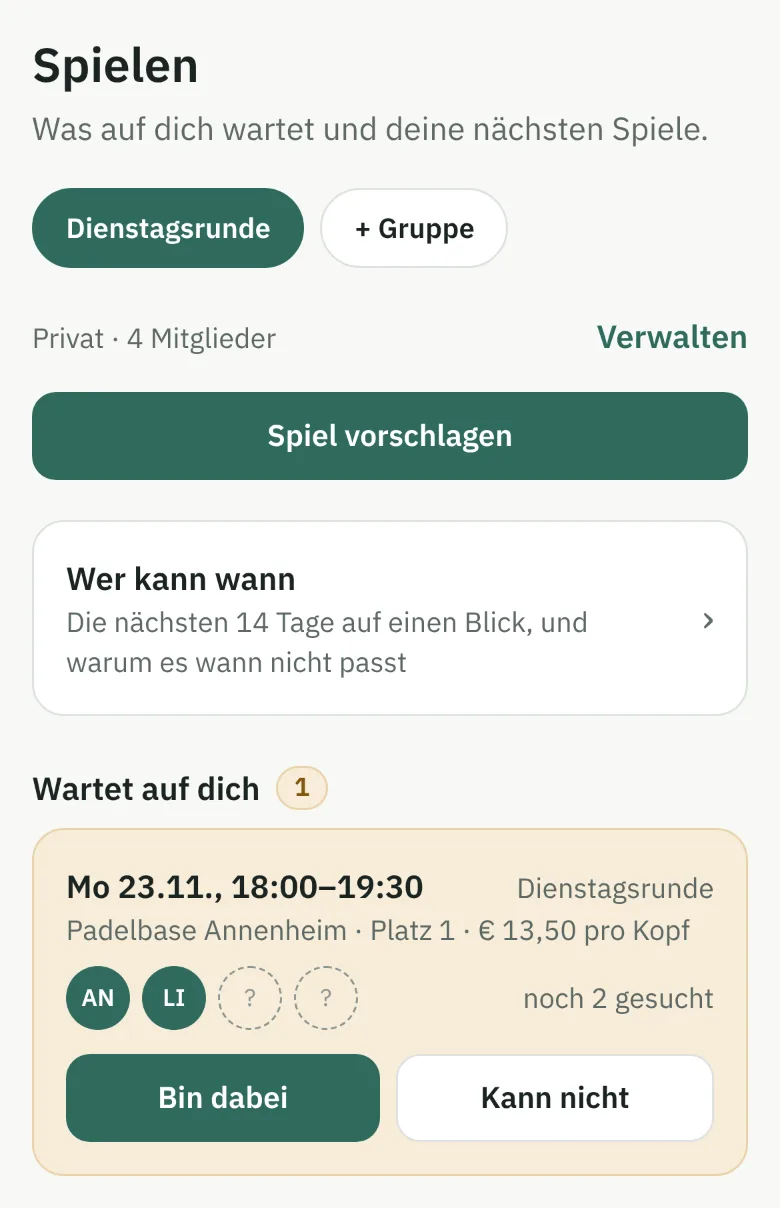 Spielen
Was auf dich wartet und deine nächsten Spiele.
Dienstagsrunde
+ Gruppe
Privat · 4 Mitglieder
Verwalten
Spiel vorschlagen
Wer kann wann
Die nächsten 14 Tage auf einen Blick, und
warum es wann nicht passt
Wartet auf dich 1
Mo 23.11., 18:00–19:30
Dienstagsrunde
Padelbase Annenheim · Platz 1 · € 13,50 pro Kopf
AN LI ? ?
noch 2 gesucht
Bin dabei
Kann nicht